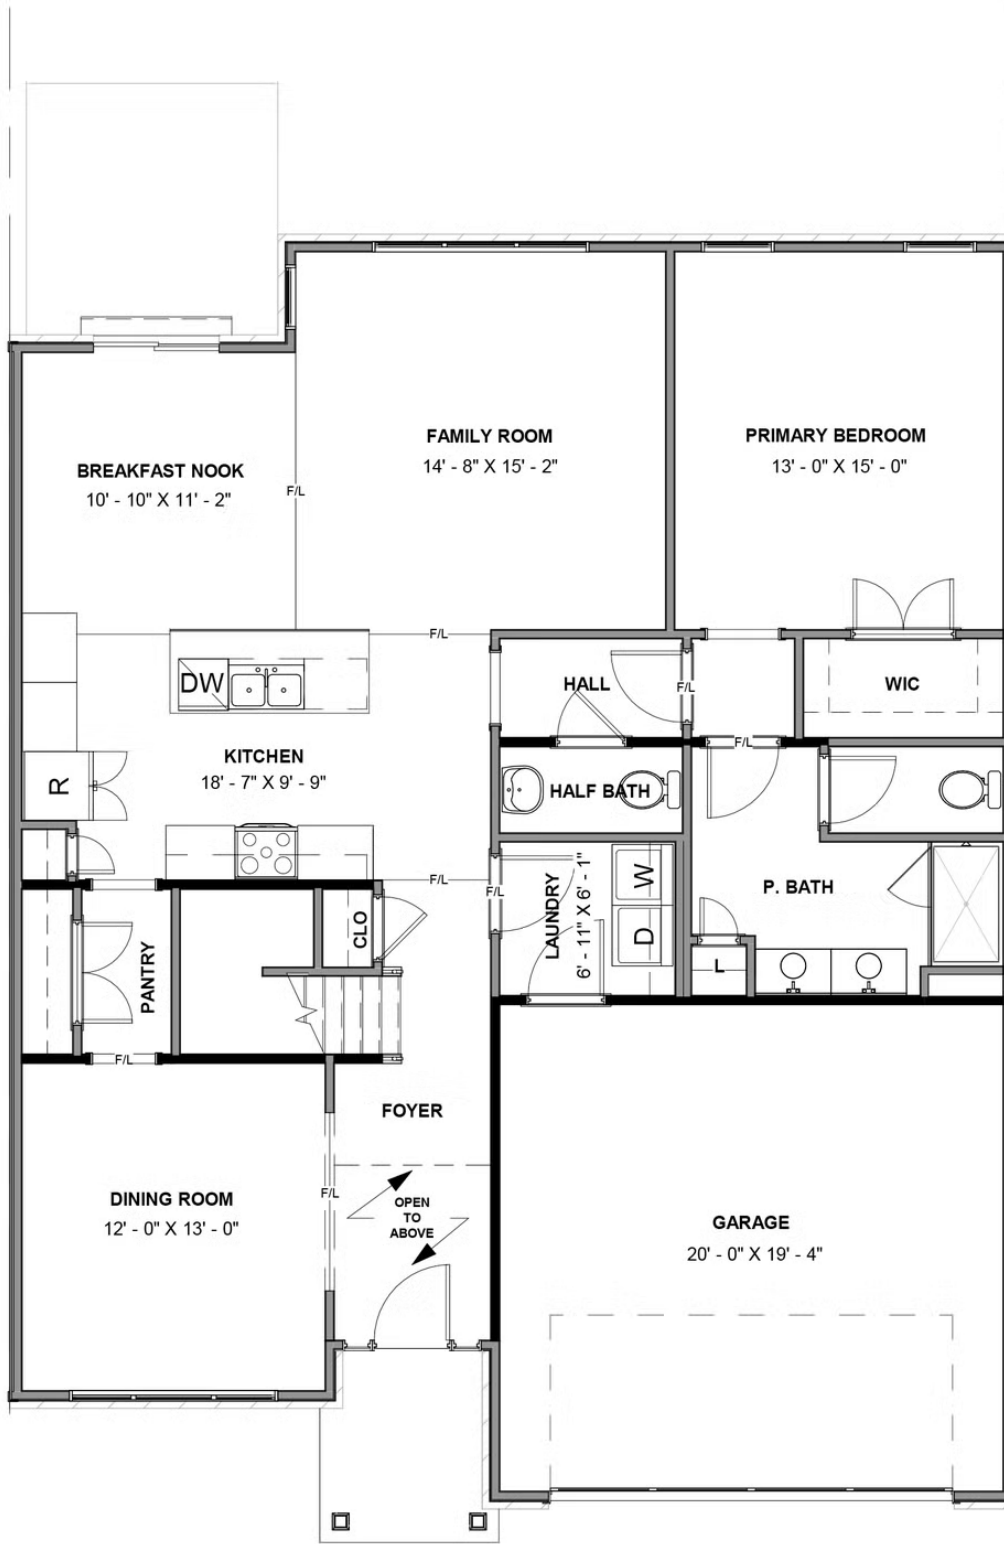 FAMILY ROOM
14' - 8" X 15' - 2"
PRIMARY BEDROOM
13' - 0" X 15' - 0"
BREAKFAST NOOK
10' - 10" X 11' - 2"
F/L
F/L
HALL
F/L
WIC
DW
F/L
KITCHEN
18' - 7" X 9' - 9"
R
HALF BATH
F/L
F/L
LAUNDRY
6' - 11" X 6' - 1"
W
D
P. BATH
L
CLO
PANTRY
F/L
FOYER
DINING ROOM
12' - 0" X 13' - 0"
F/L
OPEN
TO
ABOVE
GARAGE
20' - 0" X 19' - 4"